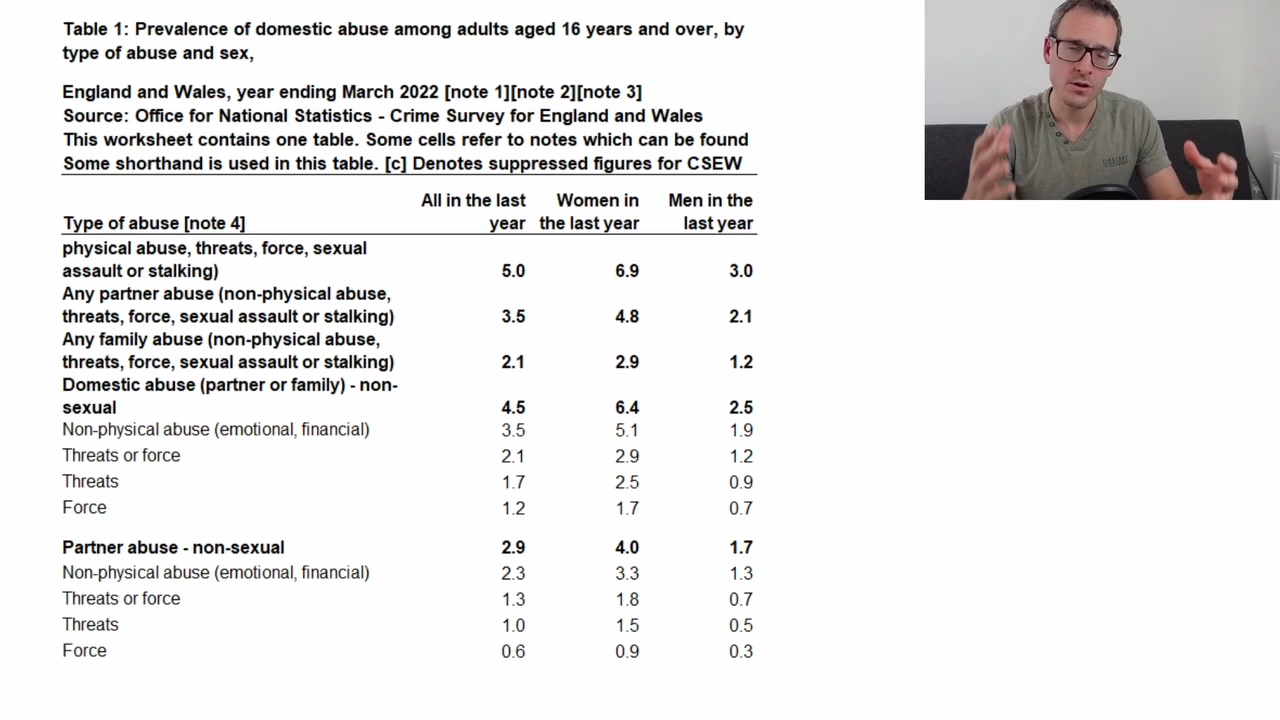 Table 1: Prevalence of domestic abuse among adults aged 16 years and over, by
type of abuse and sex,
England and Wales, year ending March 2022 [note 1][note 2][note 3]
Source: Office for National Statistics - Crime Survey for England and Wales
This worksheet contains one table. Some cells refer to notes which can be found
Some shorthand is used in this table. [c] Denotes suppressed figures for CSEW
All in the last Women in Men in the
Type of abuse [note 4] year the last year last year
physical abuse, threats, force, sexual
assault or stalking) 5.0 6.9 3.0
Any partner abuse (non-physical abuse,
threats, force, sexual assault or stalking) 3.5 4.8 2.1
Any family abuse (non-physical abuse,
threats, force, sexual assault or stalking) 2.1 2.9 1.2
Domestic abuse (partner or family) - non-
sexual 4.5 6.4 2.5
Non-physical abuse (emotional, financial) 3.5 5.1 1.9
Threats or force 2.1 2.9 1.2
Threats 1.7 2.5 0.9
Force 1.2 1.7 0.7
Partner abuse - non-sexual 2.9 4.0 1.7
Non-physical abuse (emotional, financial) 2.3 3.3 1.3
Threats or force 1.3 1.8 0.7
Threats 1.0 1.5 0.5
Force 0.6 0.9 0.3